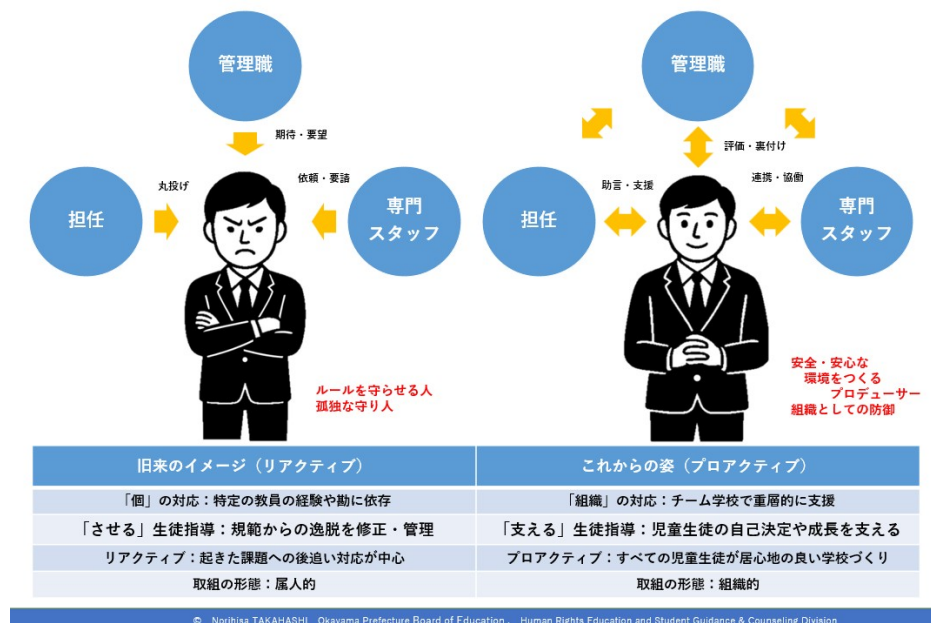 管理職
期待・要望
丸投げ
依頼・要請
担任
専門
スタッフ
ルールを守らせる人
孤独な守り人
管理職
評価・裏付け
助言・支援
連携・協働
担任
専門
スタッフ
安全・安心な
環境をつくる
プロデューサー
組織としての防御
旧来のイメージ（リアクティブ） これからの姿（プロアクティブ）
「個」の対応：特定の教員の経験や勘に依存 「組織」の対応：チーム学校で重層的に支援
「させる」生徒指導：規範からの逸脱を修正・管理 「支える」生徒指導：児童生徒の自己決定や成長を支える
リアクティブ：起きた課題への後追い対応が中心 プロアクティブ：すべての児童生徒が居心地の良い学校づくり
取組の形態：属人的 取組の形態：組織的
© Norihisa TAKAHASHI Okayama Prefecture Board of Education, Human Rights Education and Student Guidance & Counseling Division